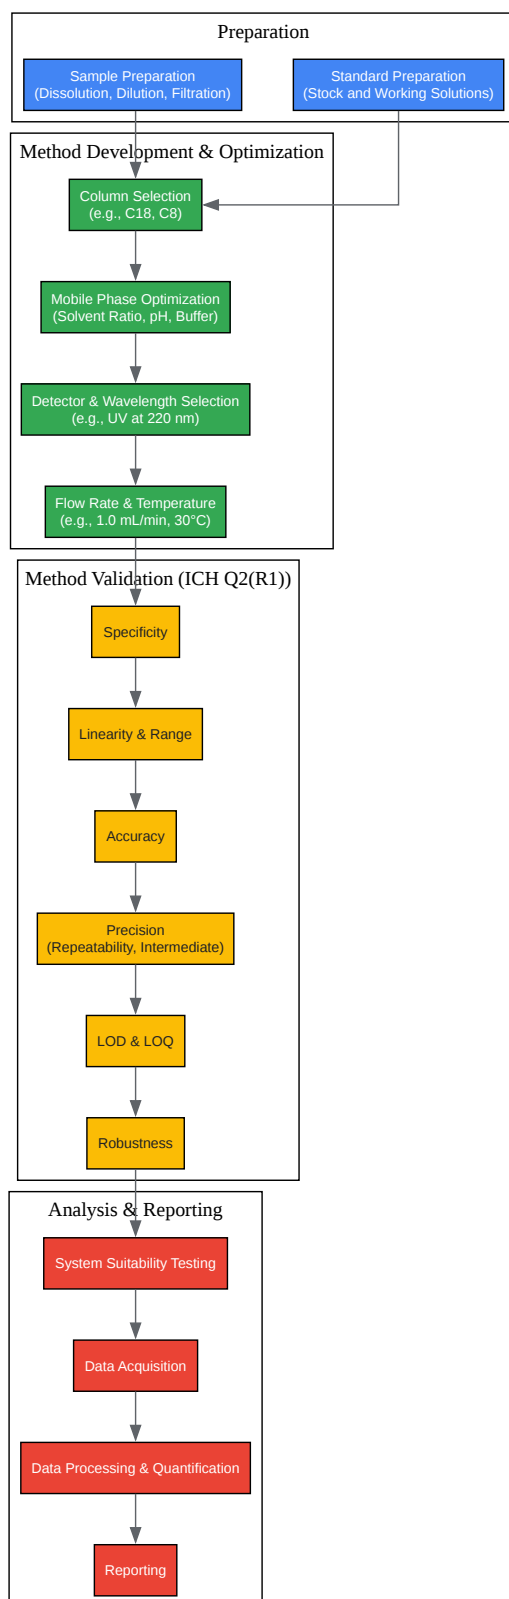 Preparation
Sample Preparation
(Dissolution, Dilution, Filtration)
Standard Preparation
(Stock and Working Solutions)
Method Development & Optimization
Column Selection
(e.g., C18, C8)
Mobile Phase Optimization
(Solvent Ratio, pH, Buffer)
Detector & Wavelength Selection
(e.g., UV at 220 nm)
Flow Rate & Temperature
(e.g., 1.0 mL/min, 30°C)
Method Validation (ICH Q2(R1))
Specificity
Linearity & Range
Accuracy
Precision
(Repeatability, Intermediate)
LOD & LOQ
Robustness
Analysis & Reporting
System Suitability Testing
Data Acquisition
Data Processing & Quantification
Reporting